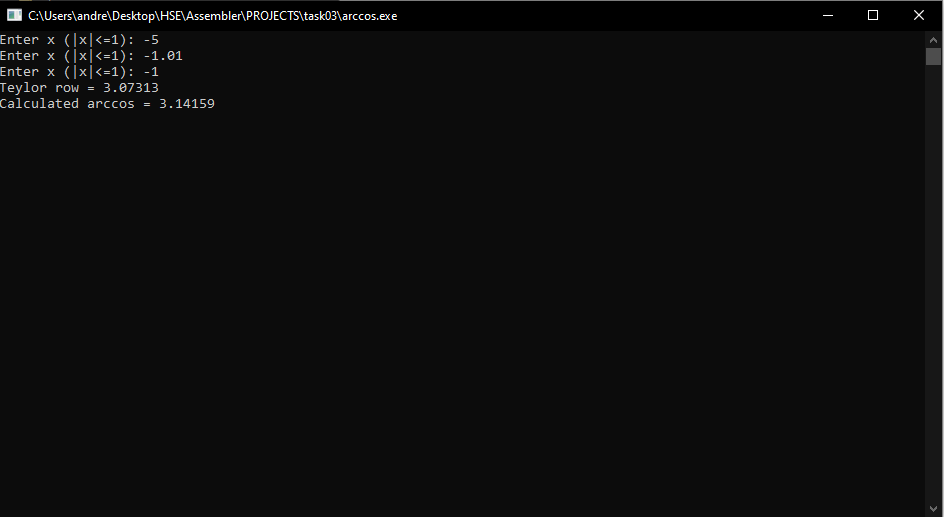 C:\Users\andre\Desktop\HSE\Assembler\PROJECTS\task03\arccos.exe
Enter x (|x|<=1): -5
Enter x (|x|<=1): -1.01
Enter x (|x|<=1): -1
Teylor row = 3.07313
Calculated arccos = 3.14159